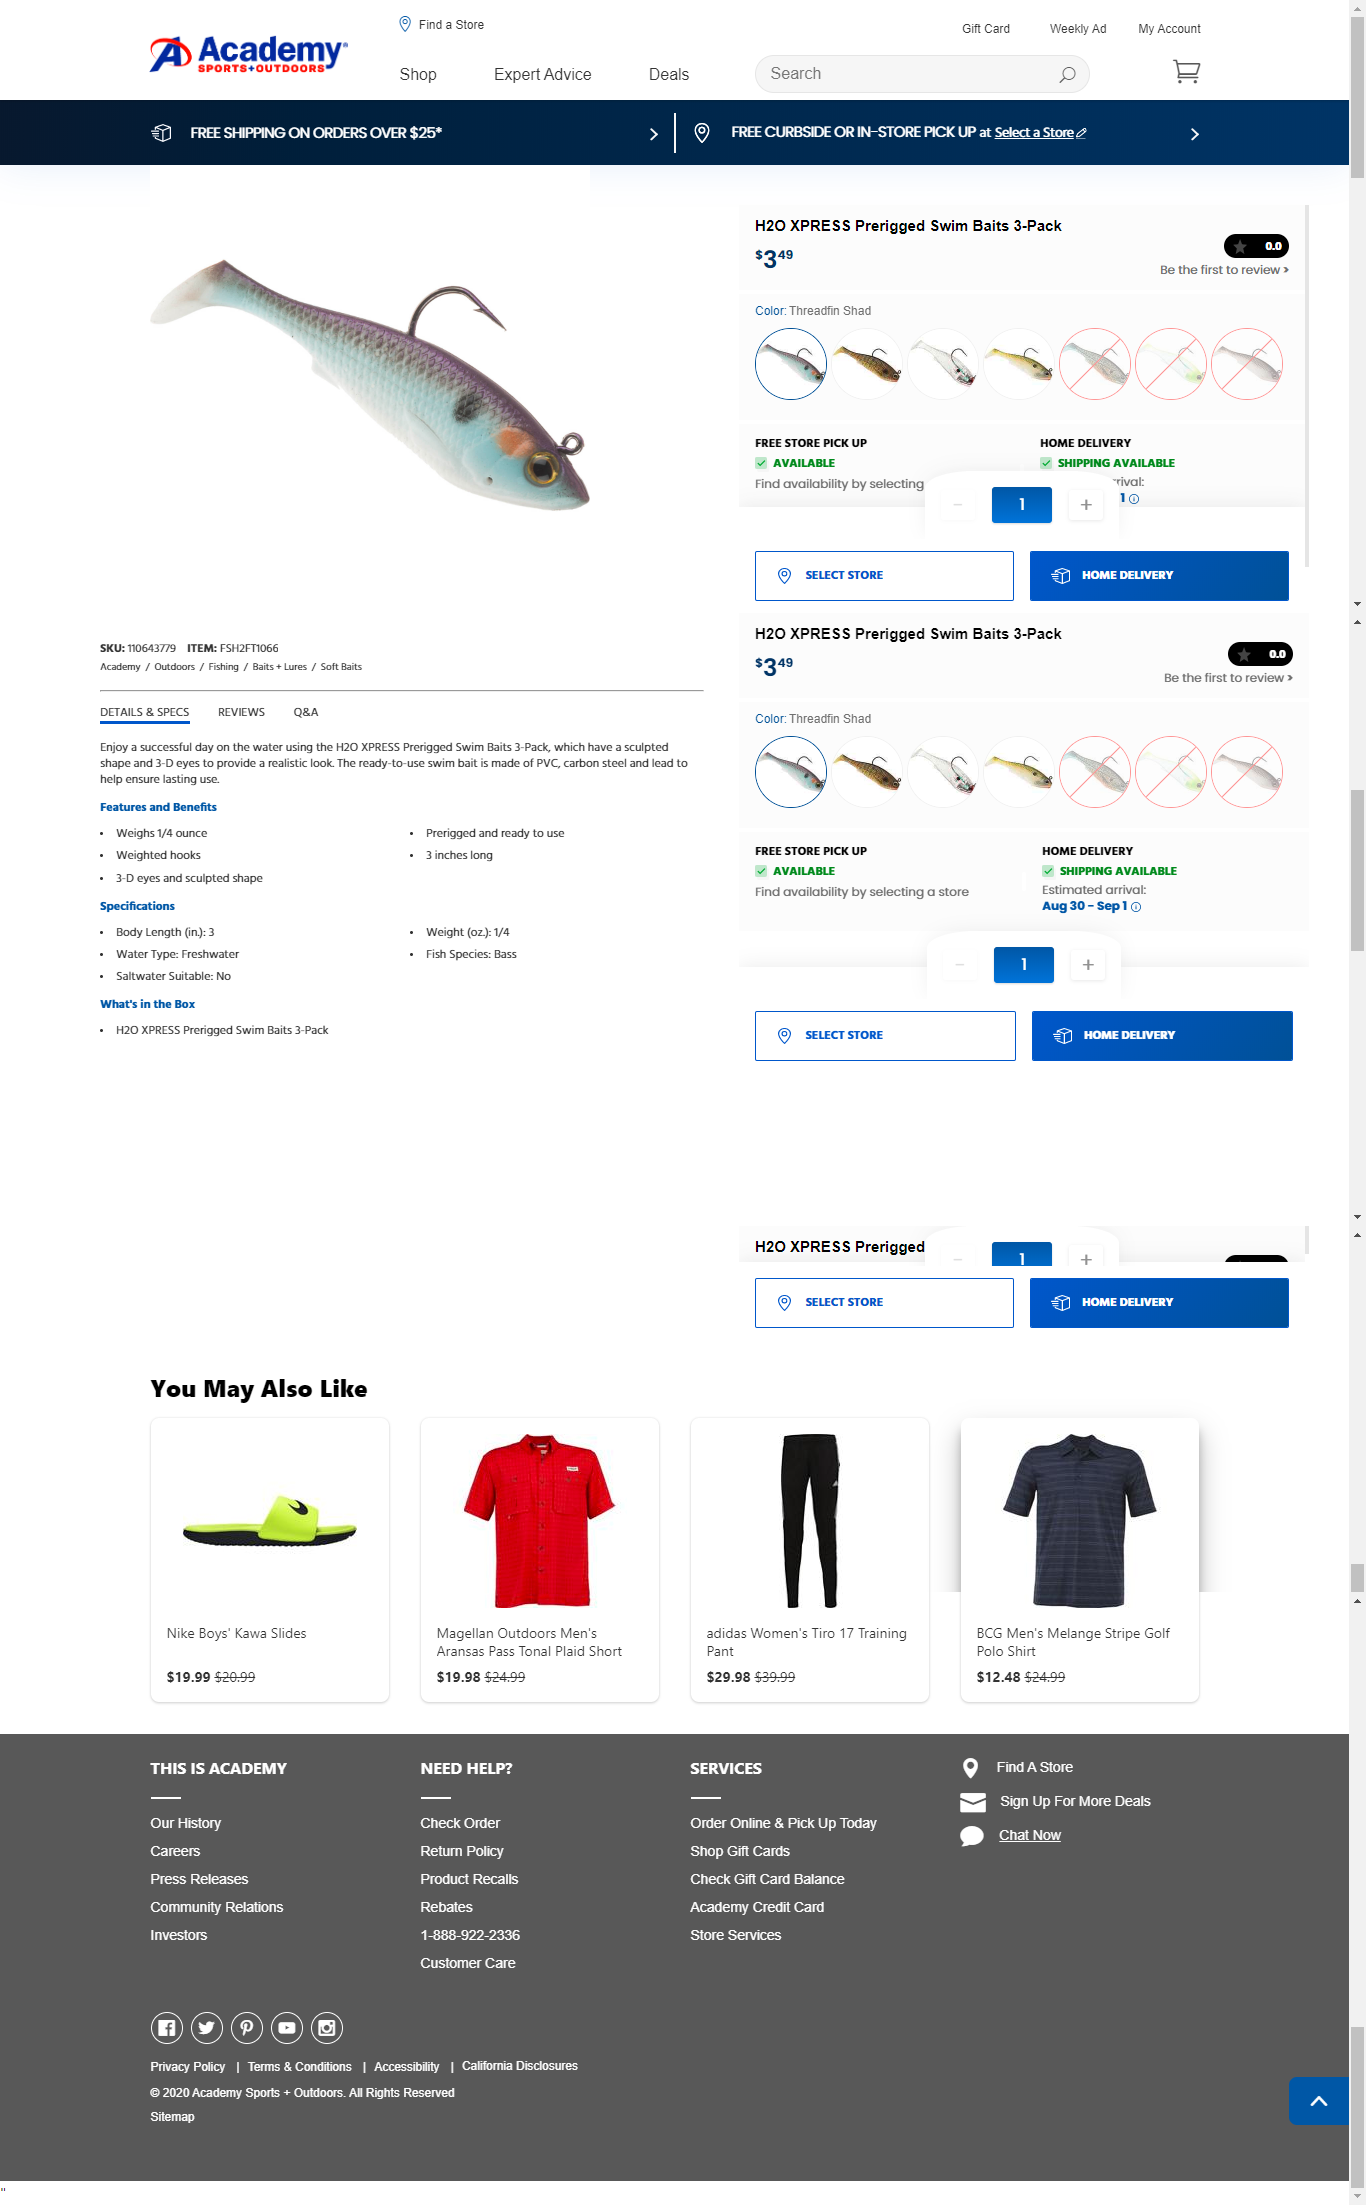 Find a Store
Gift Card
Weekly Ad
My Account
Academy
SPORTS+OUTDOORS
Shop
Expert Advice
Deals
Search
FREE SHIPPING ON ORDERS OVER $25*
FREE CURBSIDE OR IN-STORE PICK UP at Select a Store
H2O XPRESS Prerigged Swim Baits 3-Pack
$3 49
0.0
Be the first to review >
Color: Threadfin Shad
FREE STORE PICK UP
AVAILABLE
Find availability by selecting
HOME DELIVERY
SHIPPING AVAILABLE
rival:
1
- 1 +
SELECT STORE
HOME DELIVERY
SKU: 110643779 ITEM: FSH2FT1066
Academy / Outdoors / Fishing / Baits + Lures / Soft Baits
DETAILS & SPECS
REVIEWS
Q&A
Enjoy a successful day on the water using the H2O XPRESS Prerigged Swim Baits 3-Pack, which have a sculpted
shape and 3-D eyes to provide a realistic look. The ready-to-use swim bait is made of PVC, carbon steel and lead to
help ensure lasting use.
Features and Benefits
• Weighs 1/4 ounce
• Weighted hooks
• 3-D eyes and sculpted shape
• Prerigged and ready to use
• 3 inches long
Specifications
• Body Length (in.): 3
• Water Type: Freshwater
• Saltwater Suitable: No
• Weight (oz.): 1/4
• Fish Species: Bass
What's in the Box
• H2O XPRESS Prerigged Swim Baits 3-Pack
H2O XPRESS Prerigged Swim Baits 3-Pack
$3 49
0.0
Be the first to review >
Color: Threadfin Shad
FREE STORE PICK UP
AVAILABLE
Find availability by selecting a store
HOME DELIVERY
SHIPPING AVAILABLE
Estimated arrival:
Aug 30 - Sep 1
- 1 +
SELECT STORE
HOME DELIVERY
H2O XPRESS Prerigged
- 1 +
SELECT STORE
HOME DELIVERY
You May Also Like
Nike Boys' Kawa Slides
$19.99 $20.99
Magellan Outdoors Men's
Aransas Pass Tonal Plaid Short
$19.98 $24.99
adidas Women's Tiro 17 Training
Pant
$29.98 $39.99
BCG Men's Melange Stripe Golf
Polo Shirt
$12.48 $24.99
THIS IS ACADEMY
Our History
Careers
Press Releases
Community Relations
Investors
NEED HELP?
Check Order
Return Policy
Product Recalls
Rebates
1-888-922-2336
Customer Care
SERVICES
Order Online & Pick Up Today
Shop Gift Cards
Check Gift Card Balance
Academy Credit Card
Store Services
Find A Store
Sign Up For More Deals
Chat Now
Privacy Policy | Terms & Conditions | Accessibility | California Disclosures
© 2020 Academy Sports + Outdoors. All Rights Reserved
Sitemap
"